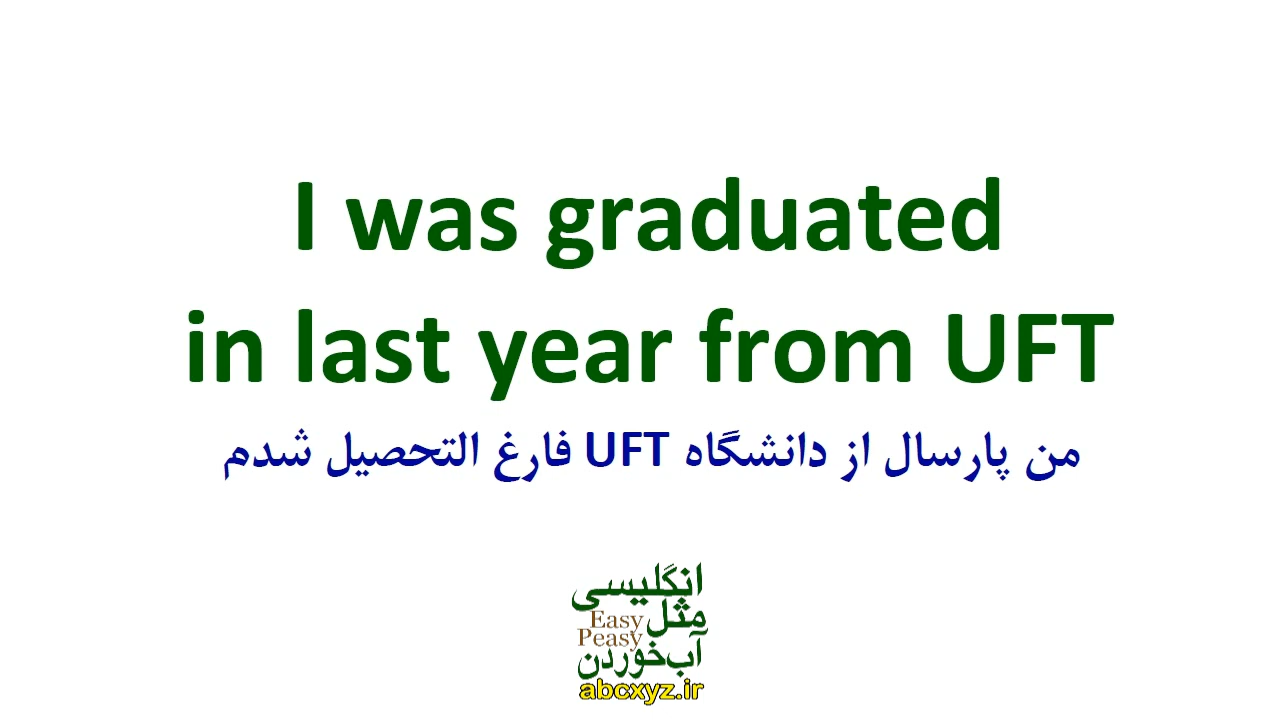 I was graduated
in last year from UFT
من پارسال از دانشگاه UFT فارغ التحصیل شدم
انگلیسی
مثل
Easy
Peasy
آب‌خوردن
abcxyz.ir